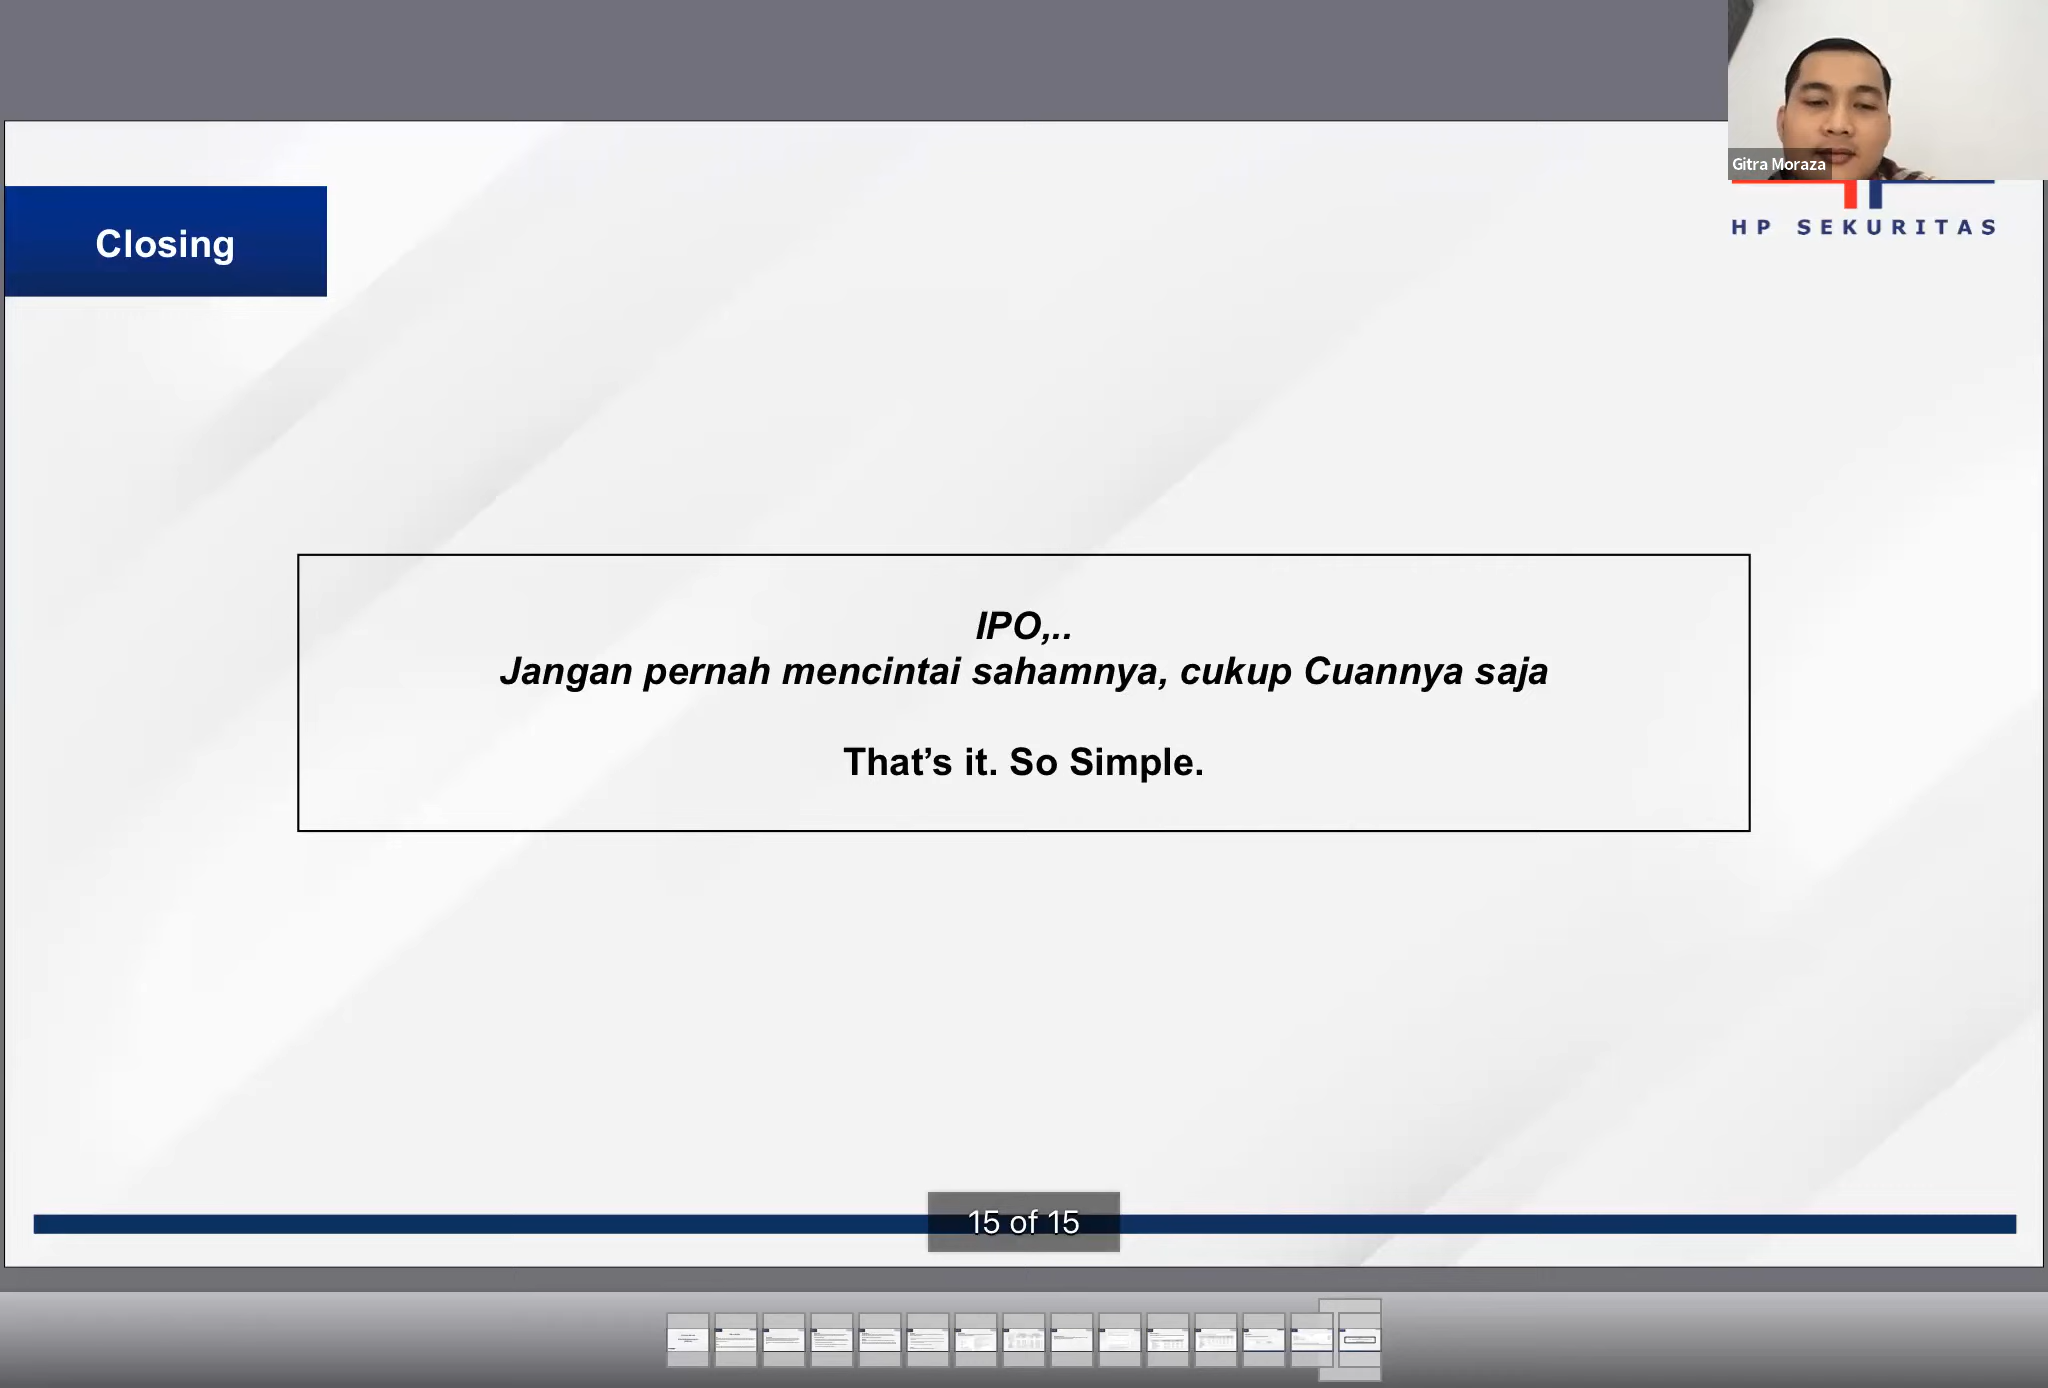 Gitra Moraza
HP SEKURITAS
Closing
IPO,..
Jangan pernah mencintai sahamnya, cukup Cuannya saja
That’s it. So Simple.
15 of 15